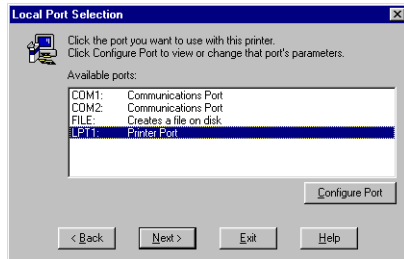 Local Port Selection
Click the port you want to use with this printer.
Click Configure Port to view or change that port's parameters.
Available ports:
COM1: Communications Port
COM2: Communications Port
FILE: Creates a file on disk
LPT1: Printer Port
Configure Port
< Back Next > Exit Help